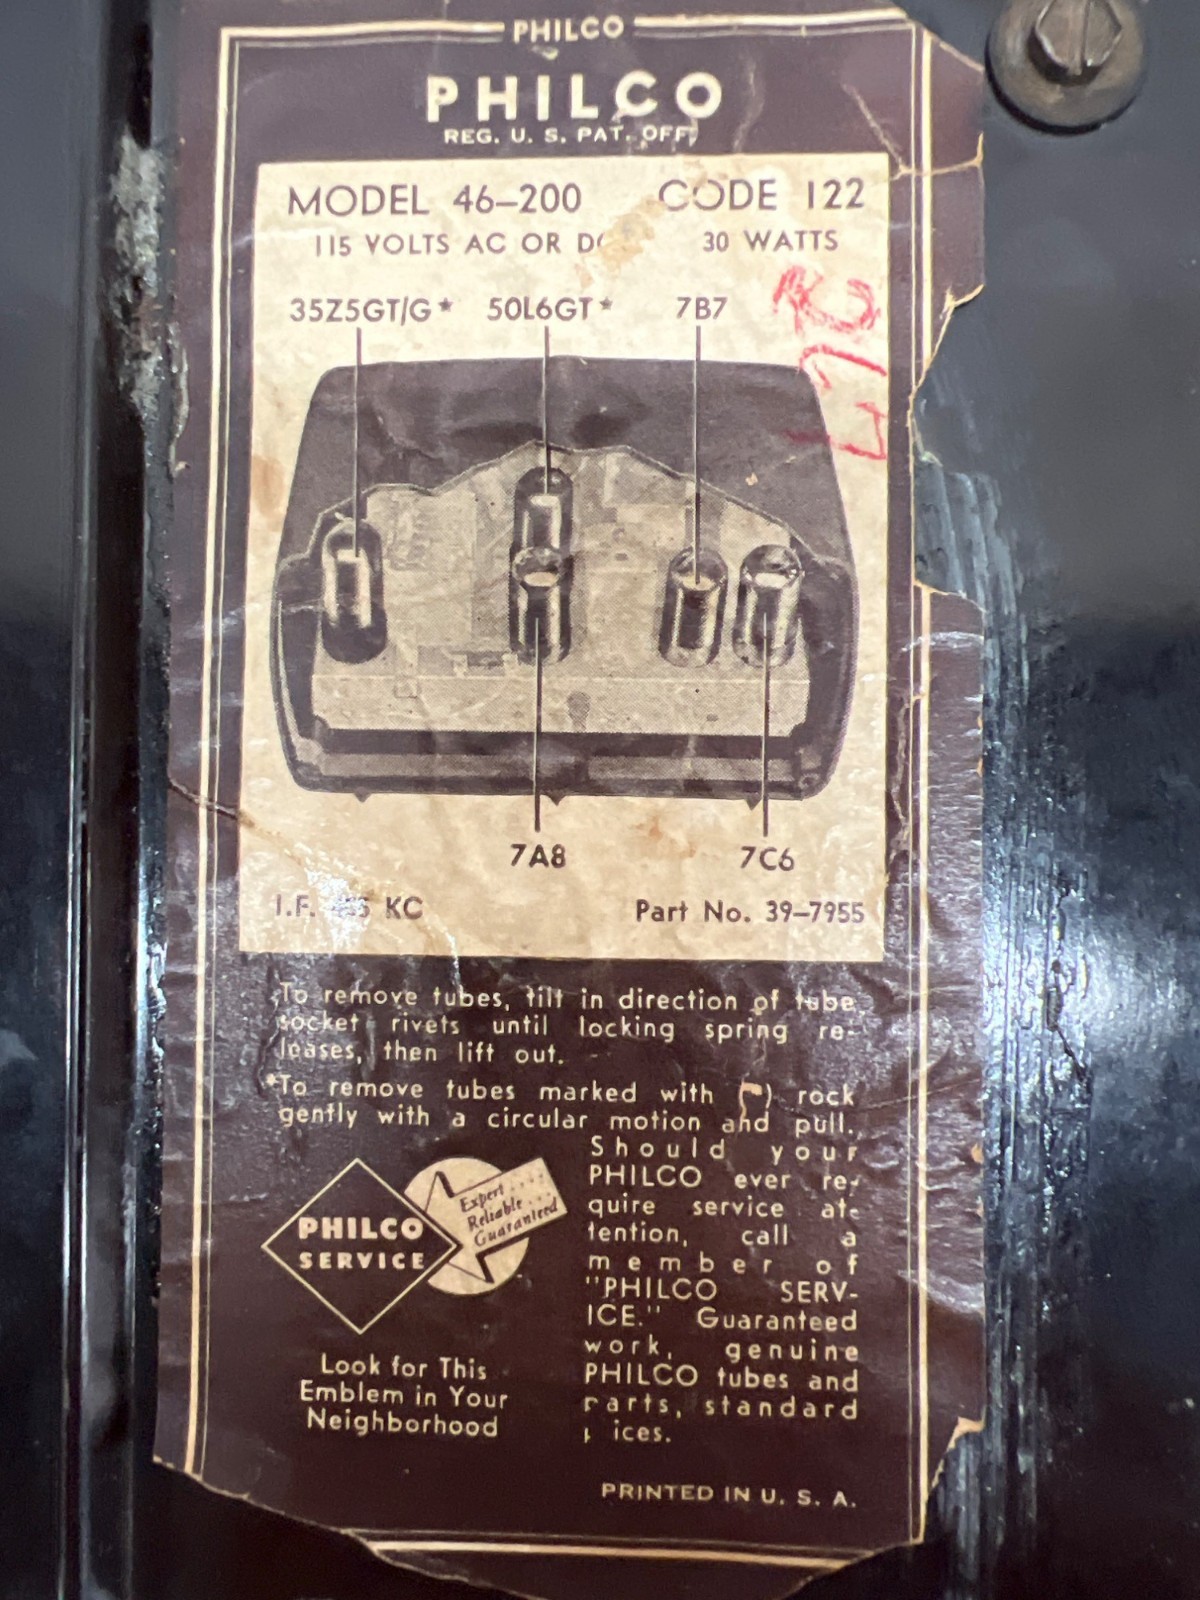 PHILCO
PHILCO
REG. U. S. PAT. OFF.
MODEL 46–200 CODE 122
115 VOLTS AC OR DC 30 WATTS
35Z5GT/G* 50L6GT* 7B7
7A8 7C6
I.F. KC Part No. 39–7955
To remove tubes, tilt in direction of tube
socket rivets until locking spring re-
leases, then lift out.
*To remove tubes marked with (*) rock
gently with a circular motion and pull.
Should your
PHILCO ever re-
quire service at-
tention, call a
member of
"PHILCO SERV-
ICE." Guaranteed
work, genuine
PHILCO tubes and
parts, standard
prices.
Expert
Reliable
Guaranteed
PHILCO
SERVICE
Look for This
Emblem in Your
Neighborhood
PRINTED IN U. S. A.